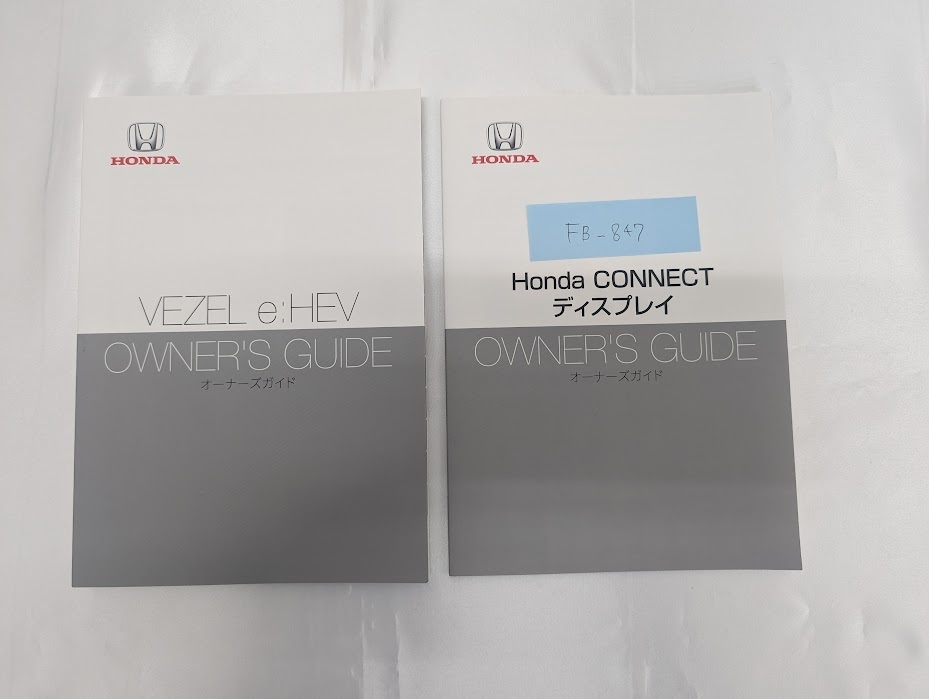 HONDA
VEZEL e:HEV
OWNER'S GUIDE
オーナーズガイド
HONDA
FB-847
Honda CONNECT
ディスプレイ
OWNER'S GUIDE
オーナーズガイド